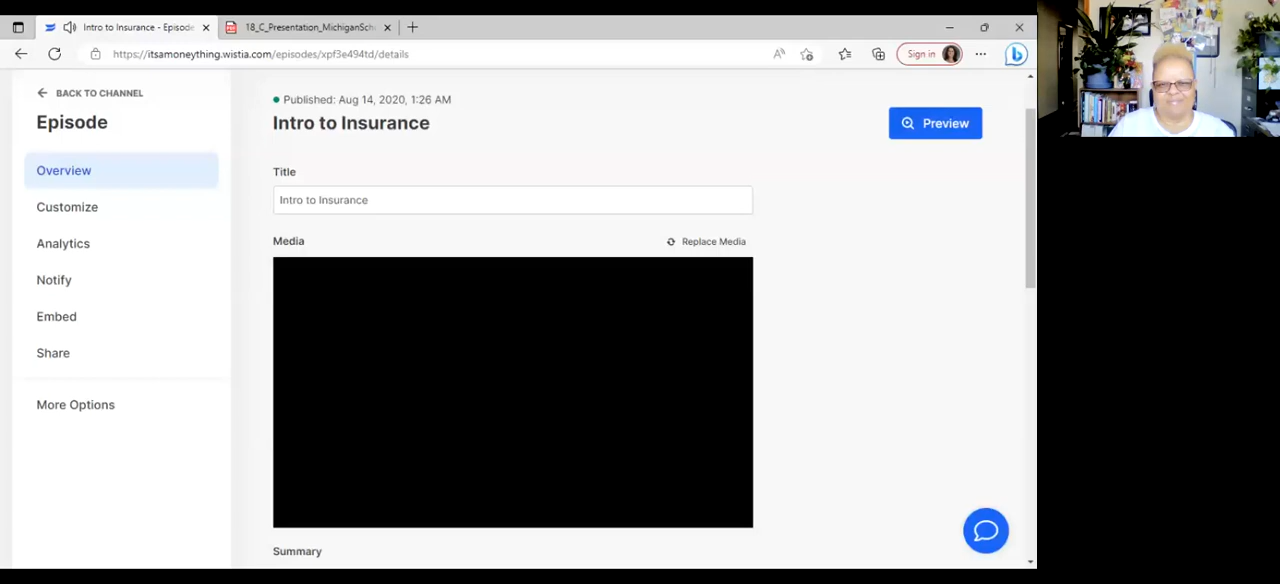 Intro to Insurance - Episode
18_C_Presentation_MichiganSch
https://itsamoneything.wistia.com/episodes/xpf3e494td/details
Sign in
BACK TO CHANNEL
Episode
Overview
Customize
Analytics
Notify
Embed
Share
More Options
Published: Aug 14, 2020, 1:26 AM
Intro to Insurance
Preview
Title
Intro to Insurance
Media
Replace Media
Summary